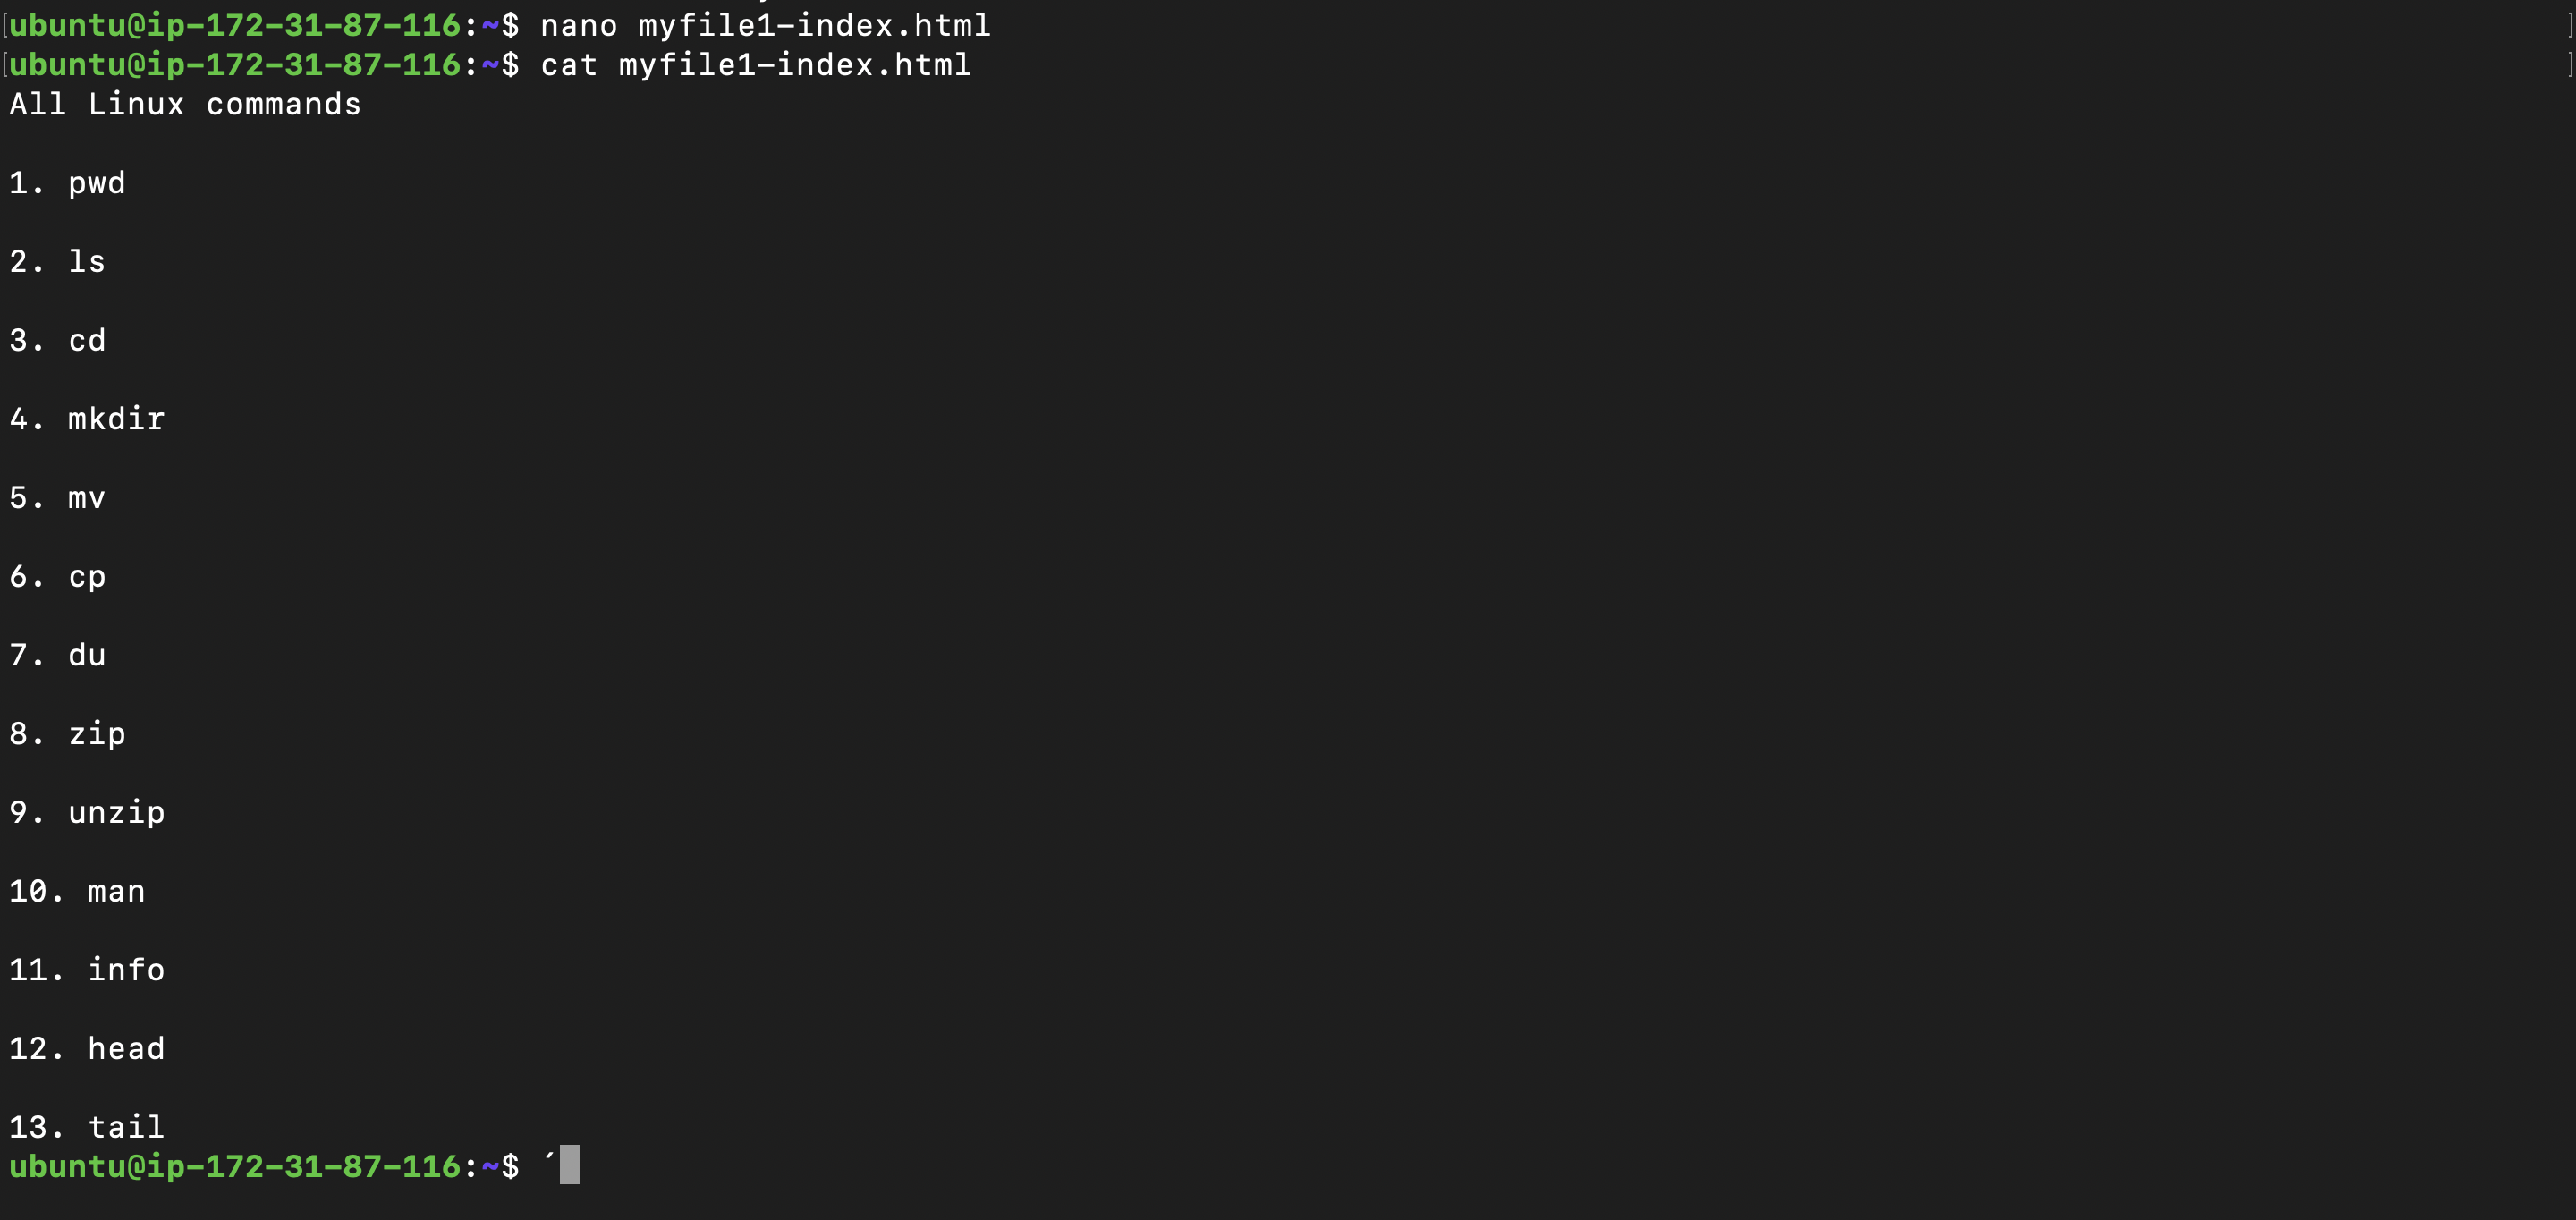 [ubuntu@ip-172-31-87-116:~$ nano myfile1-index.html ]
[ubuntu@ip-172-31-87-116:~$ cat myfile1-index.html ]
All Linux commands
1. pwd
2. ls
3. cd
4. mkdir
5. mv
6. cp
7. du
8. zip
9. unzip
10. man
11. info
12. head
13. tail
ubuntu@ip-172-31-87-116:~$ ´